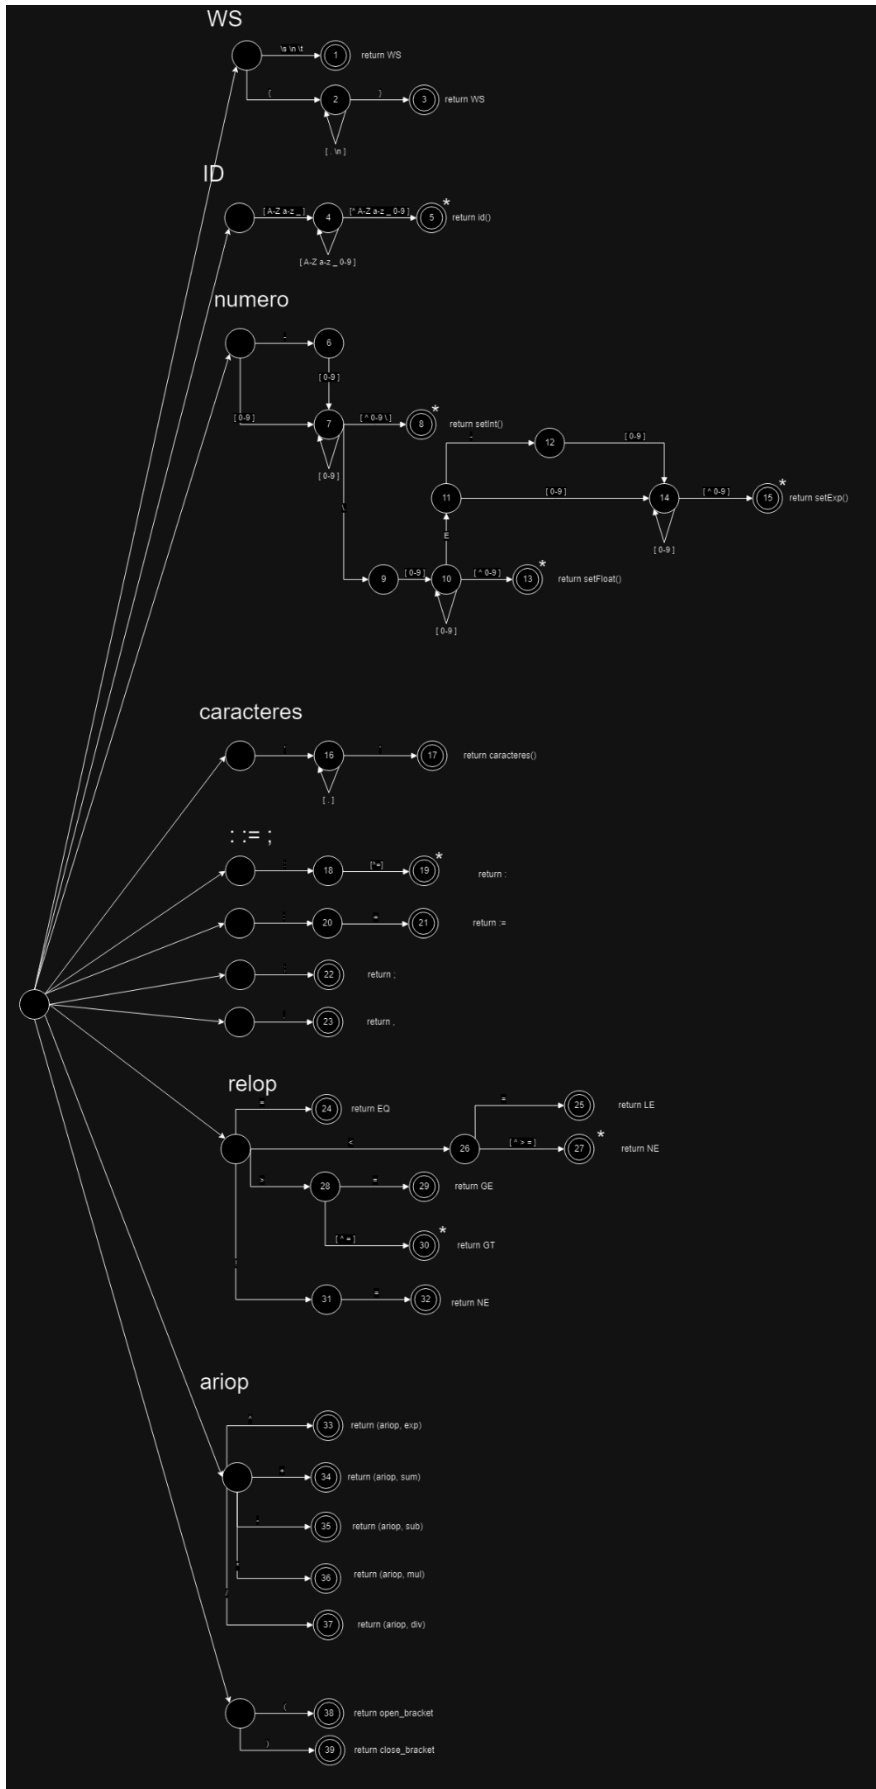 WS
\s \n \t
1
return WS
{
2
}
3
return WS
[ . \n ]
ID
[ A-Z a-z _ ]
4
[^ A-Z a-z _ 0-9 ]
5
*
return id()
[ A-Z a-z _ 0-9 ]
numero
-
6
[ 0-9 ]
[ 0-9 ]
7
[ ^ 0-9 \ ]
8
*
return setInt()
[ 0-9 ]
\
9
[ 0-9 ]
10
[ ^ 0-9 ]
13
*
return setFloat()
[ 0-9 ]
E
11
-
12
[ 0-9 ]
[ 0-9 ]
14
[ ^ 0-9 ]
15
*
return setExp()
[ 0-9 ]
caracteres
16
17
return caracteres()
[ . ]
: := ;
:
18
[^=]
19
*
return :
:
20
=
21
return :=
;
22
return ;
23
return ,
relop
=
24
return EQ
<
26
=
25
return LE
[ ^ > = ]
27
*
return NE
>
28
=
29
return GE
[ ^ = ]
30
*
return GT
!
31
=
32
return NE
ariop
^
33
return (ariop, exp)
+
34
return (ariop, sum)
-
35
return (ariop, sub)
*
36
return (ariop, mul)
/
37
return (ariop, div)
(
38
return open_bracket
)
39
return close_bracket